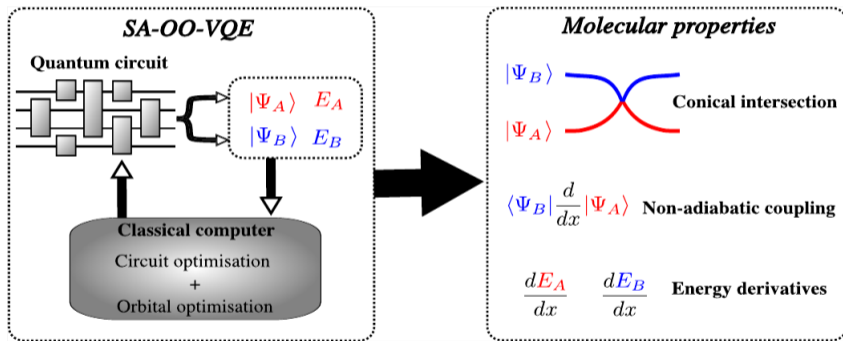 SA-OO-VQE
Quantum circuit
|Ψ_A⟩ E_A
|Ψ_B⟩ E_B
Classical computer
Circuit optimisation
+
Orbital optimisation
Molecular properties
|Ψ_B⟩
|Ψ_A⟩
Conical intersection
⟨Ψ_B| d/dx |Ψ_A⟩ Non-adiabatic coupling
dE_A/dx dE_B/dx Energy derivatives